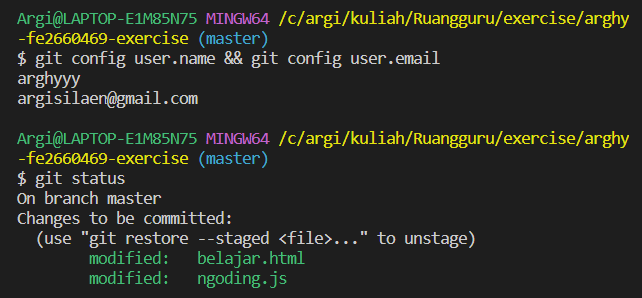 Argi@LAPTOP-E1M85N75 MINGW64 /c/argi/kuliah/Ruangguru/exercise/arghy
-fe2660469-exercise (master)
$ git config user.name && git config user.email
arghyyy
argisilaen@gmail.com

Argi@LAPTOP-E1M85N75 MINGW64 /c/argi/kuliah/Ruangguru/exercise/arghy
-fe2660469-exercise (master)
$ git status
On branch master
Changes to be committed:
  (use "git restore --staged <file>..." to unstage)
        modified:   belajar.html
        modified:   ngoding.js